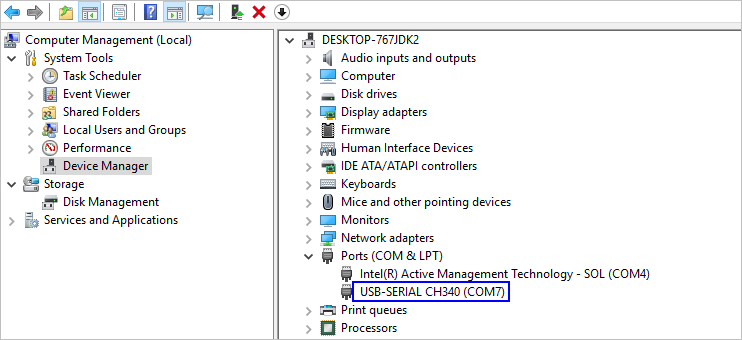 Computer Management (Local)
System Tools
Task Scheduler
Event Viewer
Shared Folders
Local Users and Groups
Performance
Device Manager
Storage
Disk Management
Services and Applications
DESKTOP-767JDK2
Audio inputs and outputs
Computer
Disk drives
Display adapters
Firmware
Human Interface Devices
IDE ATA/ATAPI controllers
Keyboards
Mice and other pointing devices
Monitors
Network adapters
Ports (COM & LPT)
Intel(R) Active Management Technology - SOL (COM4)
USB-SERIAL CH340 (COM7)
Print queues
Processors